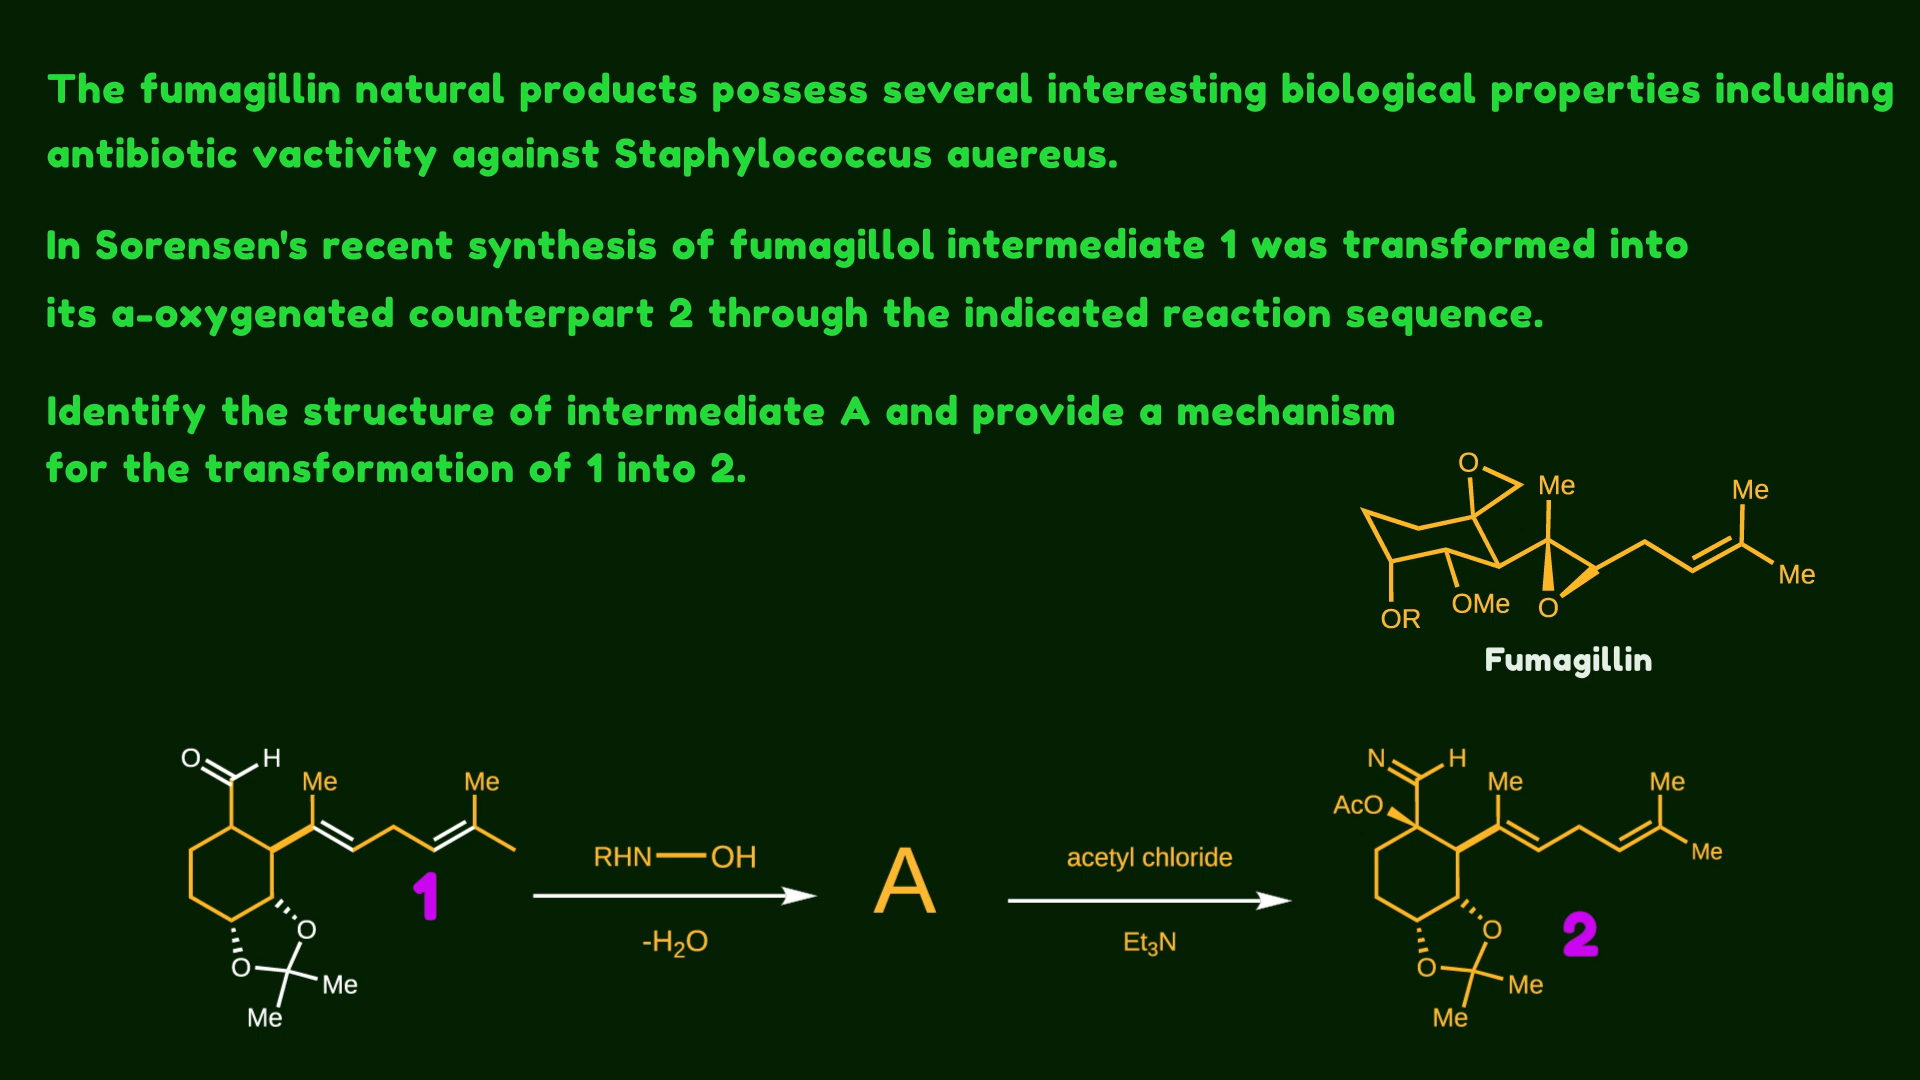 The fumagillin natural products possess several interesting biological properties including
antibiotic vactivity against Staphylococcus auereus.
In Sorensen's recent synthesis of fumagillol intermediate 1 was transformed into
its a-oxygenated counterpart 2 through the indicated reaction sequence.
Identify the structure of intermediate A and provide a mechanism
for the transformation of 1 into 2.
O
Me
Me
Me
OMe
O
OR
Fumagillin
O
H
Me
Me
1
O
O
Me
Me
RHN—OH
-H₂O
A
acetyl chloride
Et₃N
N
H
AcO
Me
Me
Me
2
O
O
Me
Me